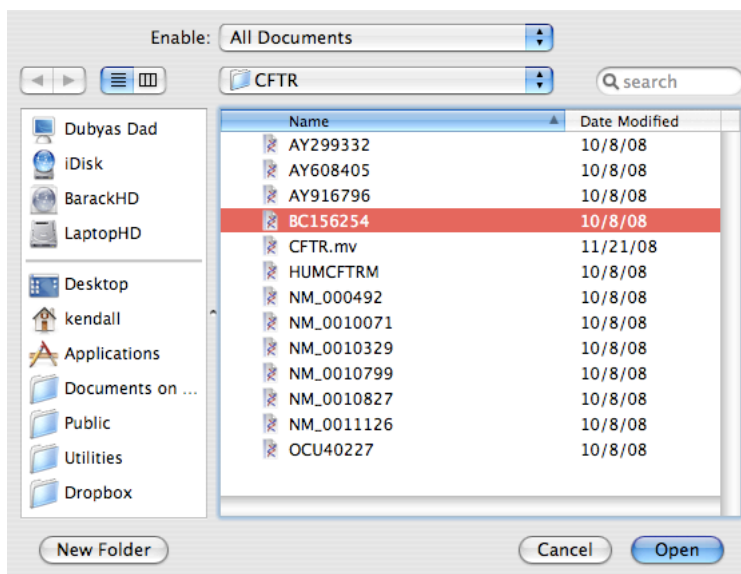 Enable: All Documents
CFTR
search
Dubyas Dad
iDisk
BarackHD
LaptopHD
Desktop
kendall
Applications
Documents on ...
Public
Utilities
Dropbox
Name Date Modified
AY299332 10/8/08
AY608405 10/8/08
AY916796 10/8/08
BC156254 10/8/08
CFTR.mv 11/21/08
HUMCFTRM 10/8/08
NM_000492 10/8/08
NM_0010071 10/8/08
NM_0010329 10/8/08
NM_0010799 10/8/08
NM_0010827 10/8/08
NM_0011126 10/8/08
OCU40227 10/8/08
New Folder Cancel Open